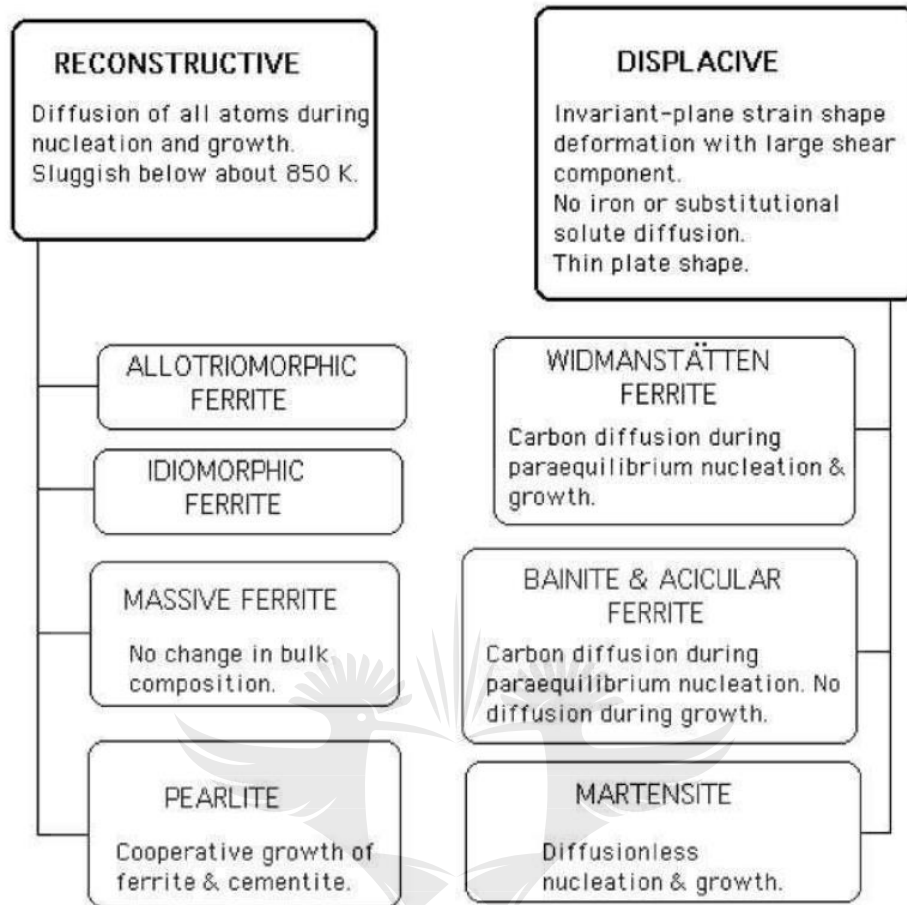 RECONSTRUCTIVE
Diffusion of all atoms during
nucleation and growth.
Sluggish below about 850 K.
ALLOTRIOMORPHIC
FERRITE
IDIOMORPHIC
FERRITE
MASSIVE FERRITE
No change in bulk
composition.
PEARLITE
Cooperative growth of
ferrite & cementite.
DISPLACIVE
Invariant-plane strain shape
deformation with large shear
component.
No iron or substitutional
solute diffusion.
Thin plate shape.
WIDMANSTÄTTEN
FERRITE
Carbon diffusion during
paraequilibrium nucleation &
growth.
BAINITE & ACICULAR
FERRITE
Carbon diffusion during
paraequilibrium nucleation. No
diffusion during growth.
MARTENSITE
Diffusionless
nucleation & growth.